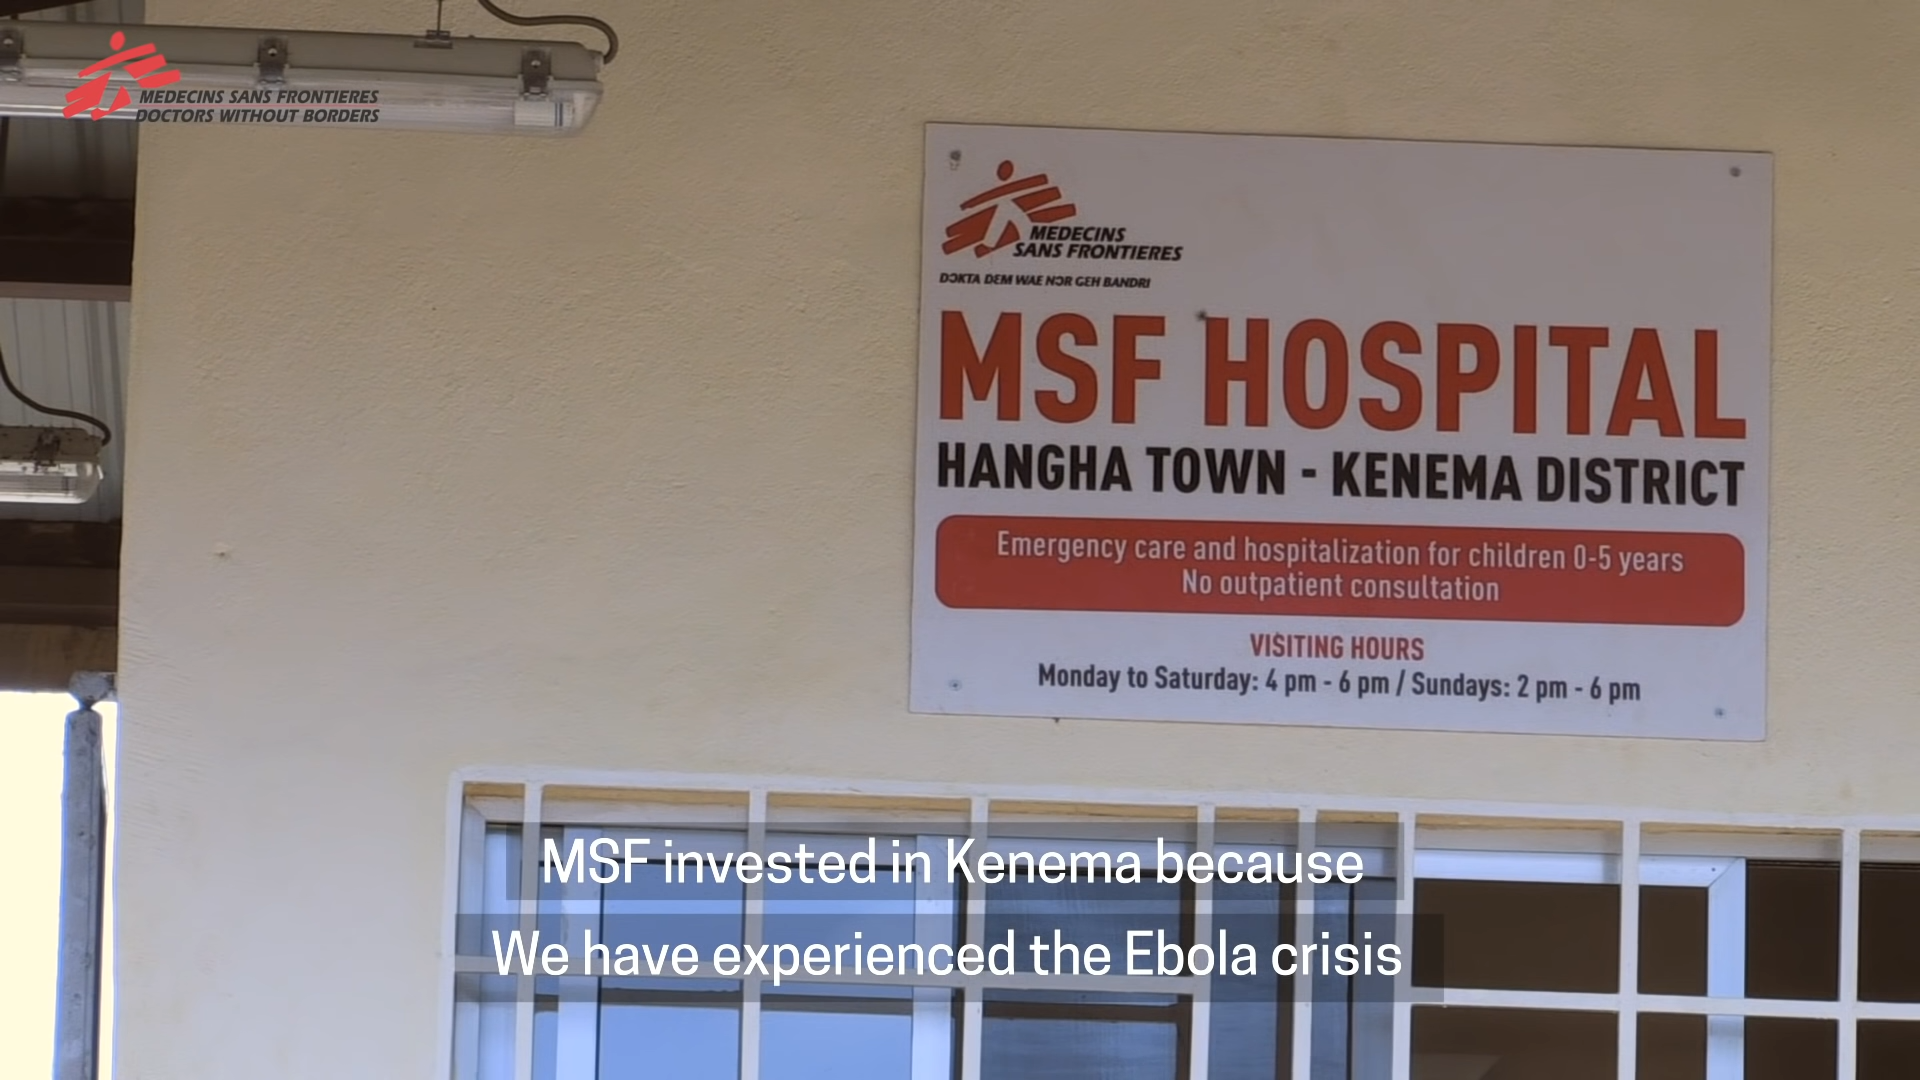 MEDECINS SANS FRONTIERES
DOCTORS WITHOUT BORDERS
MEDECINS
SANS FRONTIERES
DƆKTA DEM WAE NƆR GEH BANDRI
MSF HOSPITAL
HANGHA TOWN - KENEMA DISTRICT
Emergency care and hospitalization for children 0-5 years
No outpatient consultation
VISITING HOURS
Monday to Saturday: 4 pm - 6 pm / Sundays: 2 pm - 6 pm
MSF invested in Kenema because
We have experienced the Ebola crisis